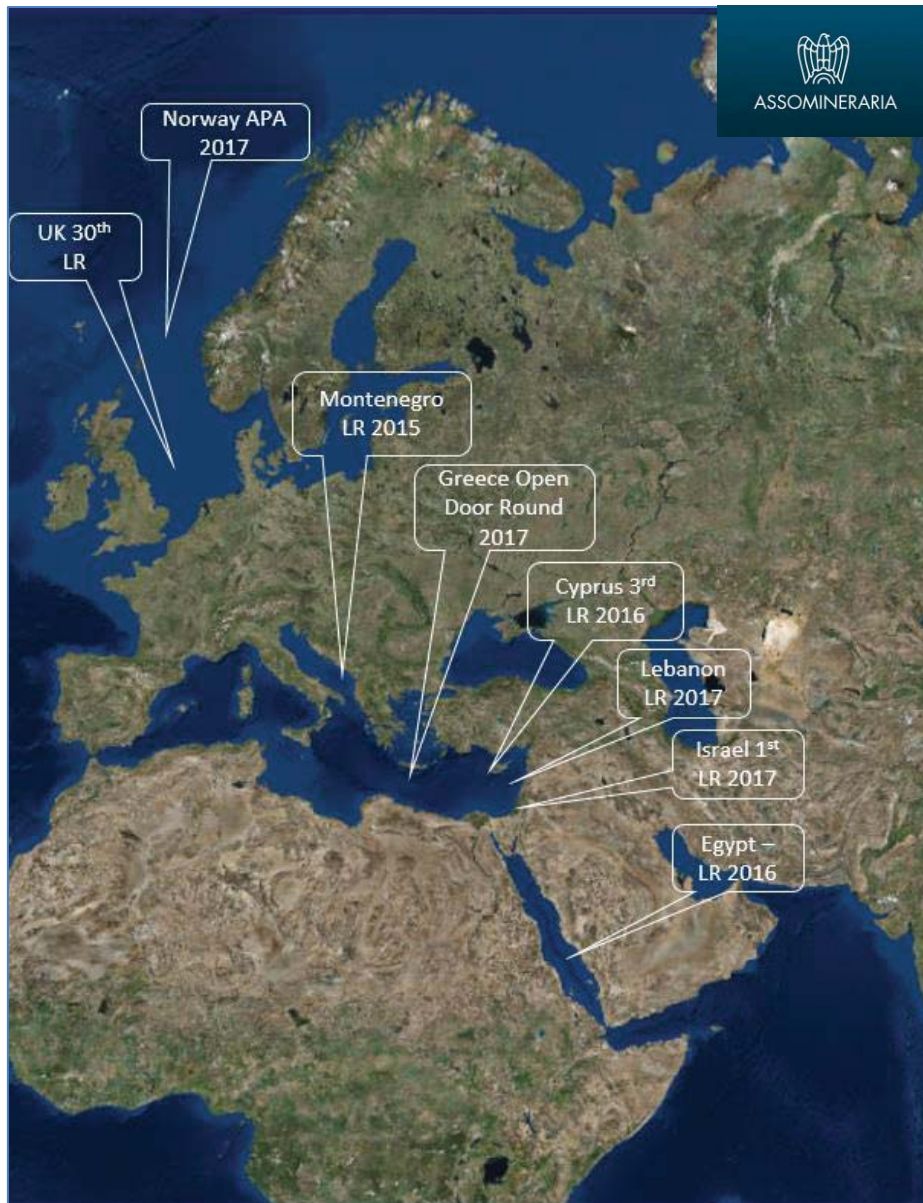 ASSOMINERARIA
Norway APA
2017
UK 30th
LR
Montenegro
LR 2015
Greece Open
Door Round
2017
Cyprus 3rd
LR 2016
Lebanon
LR 2017
Israel 1st
LR 2017
Egypt –
LR 2016